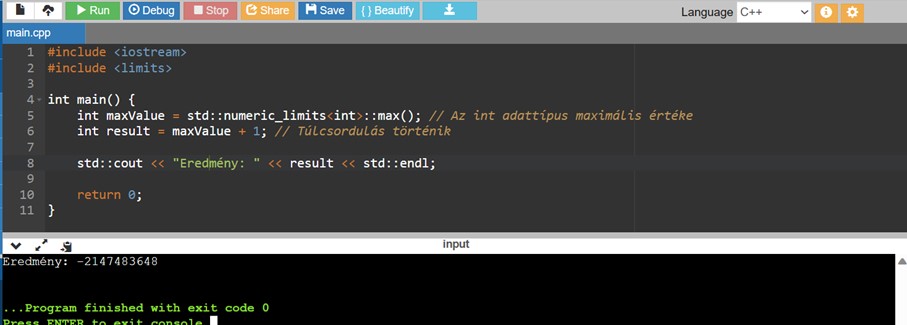 Run Debug Stop Share Save { } Beautify Language C++
main.cpp
1 #include <iostream>
2 #include <limits>
3
4 int main() {
5 int maxValue = std::numeric_limits<int>::max(); // Az int adattípus maximális értéke
6 int result = maxValue + 1; // Túlcsordulás történik
7
8 std::cout << "Eredmény: " << result << std::endl;
9
10 return 0;
11 }
input
Eredmény: -2147483648
...Program finished with exit code 0
Press ENTER to exit console.